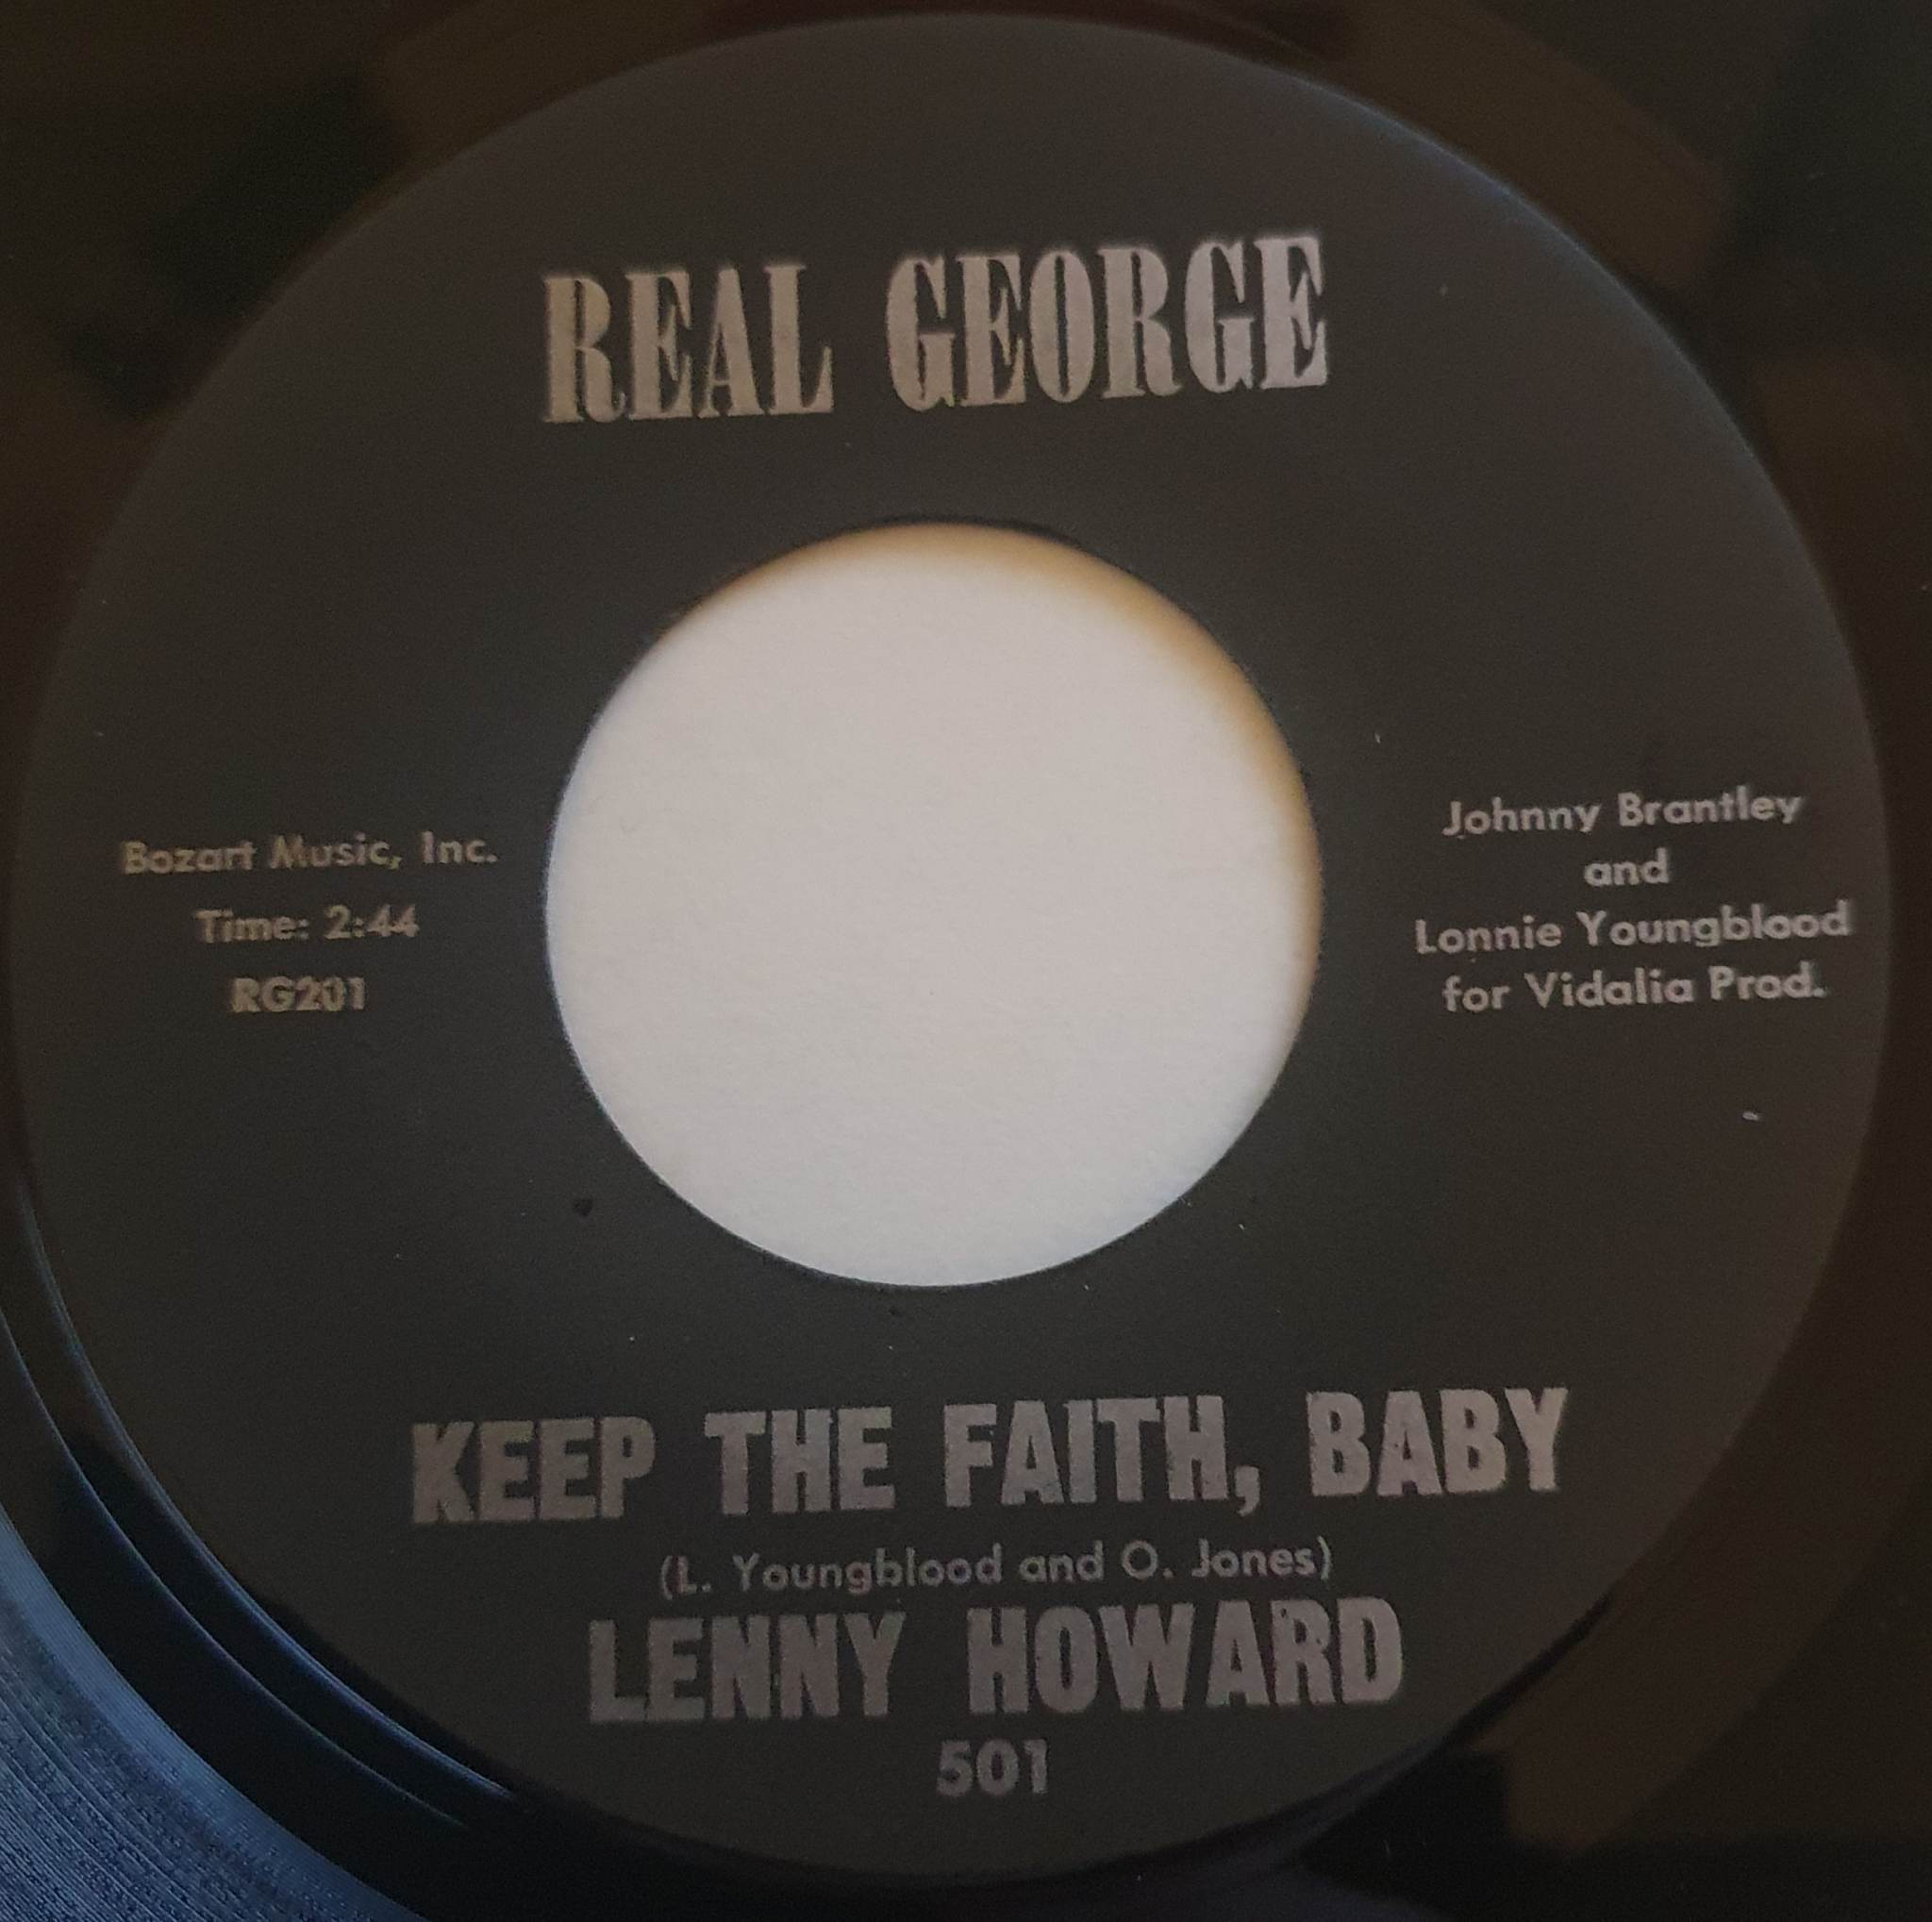 REAL GEORGE
Bozart Music, Inc.
Time: 2:44
RG201
Johnny Brantley
and
Lonnie Youngblood
for Vidalia Prod.
KEEP THE FAITH, BABY
(L. Youngblood and O. Jones)
LENNY HOWARD
501